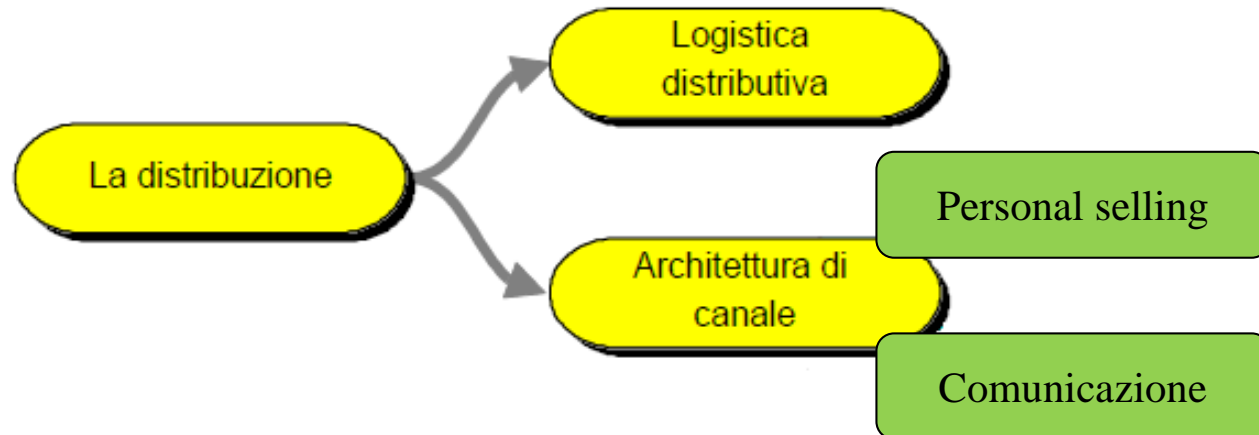 Logistica
distributiva
La distribuzione
Personal selling
Architettura di
canale
Comunicazione